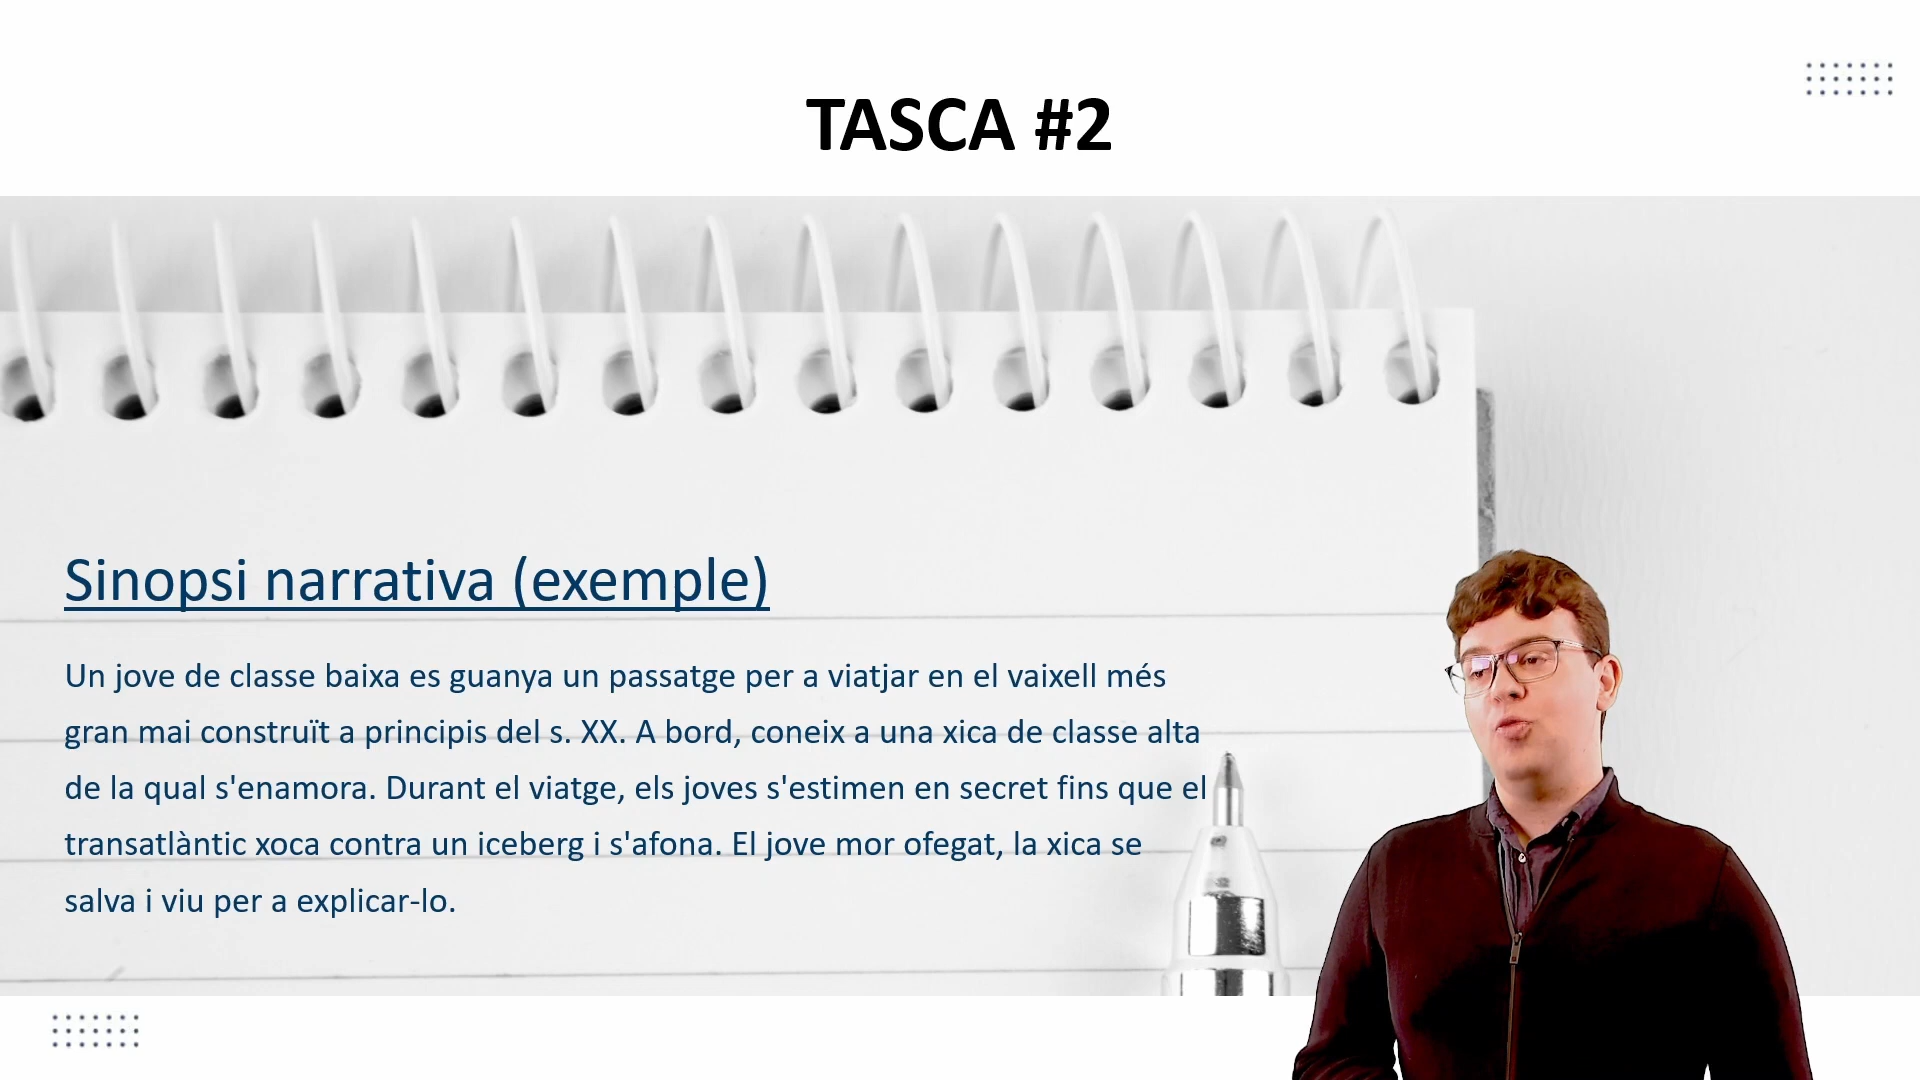 TASCA #2
Sinopsi narrativa (exemple)
Un jove de classe baixa es guanya un passatge per a viatjar en el vaixell més
gran mai construït a principis del s. XX. A bord, coneix a una xica de classe alta
de la qual s'enamora. Durant el viatge, els joves s'estimen en secret fins que el
transatlàntic xoca contra un iceberg i s'afona. El jove mor ofegat, la xica se
salva i viu per a explicar-lo.